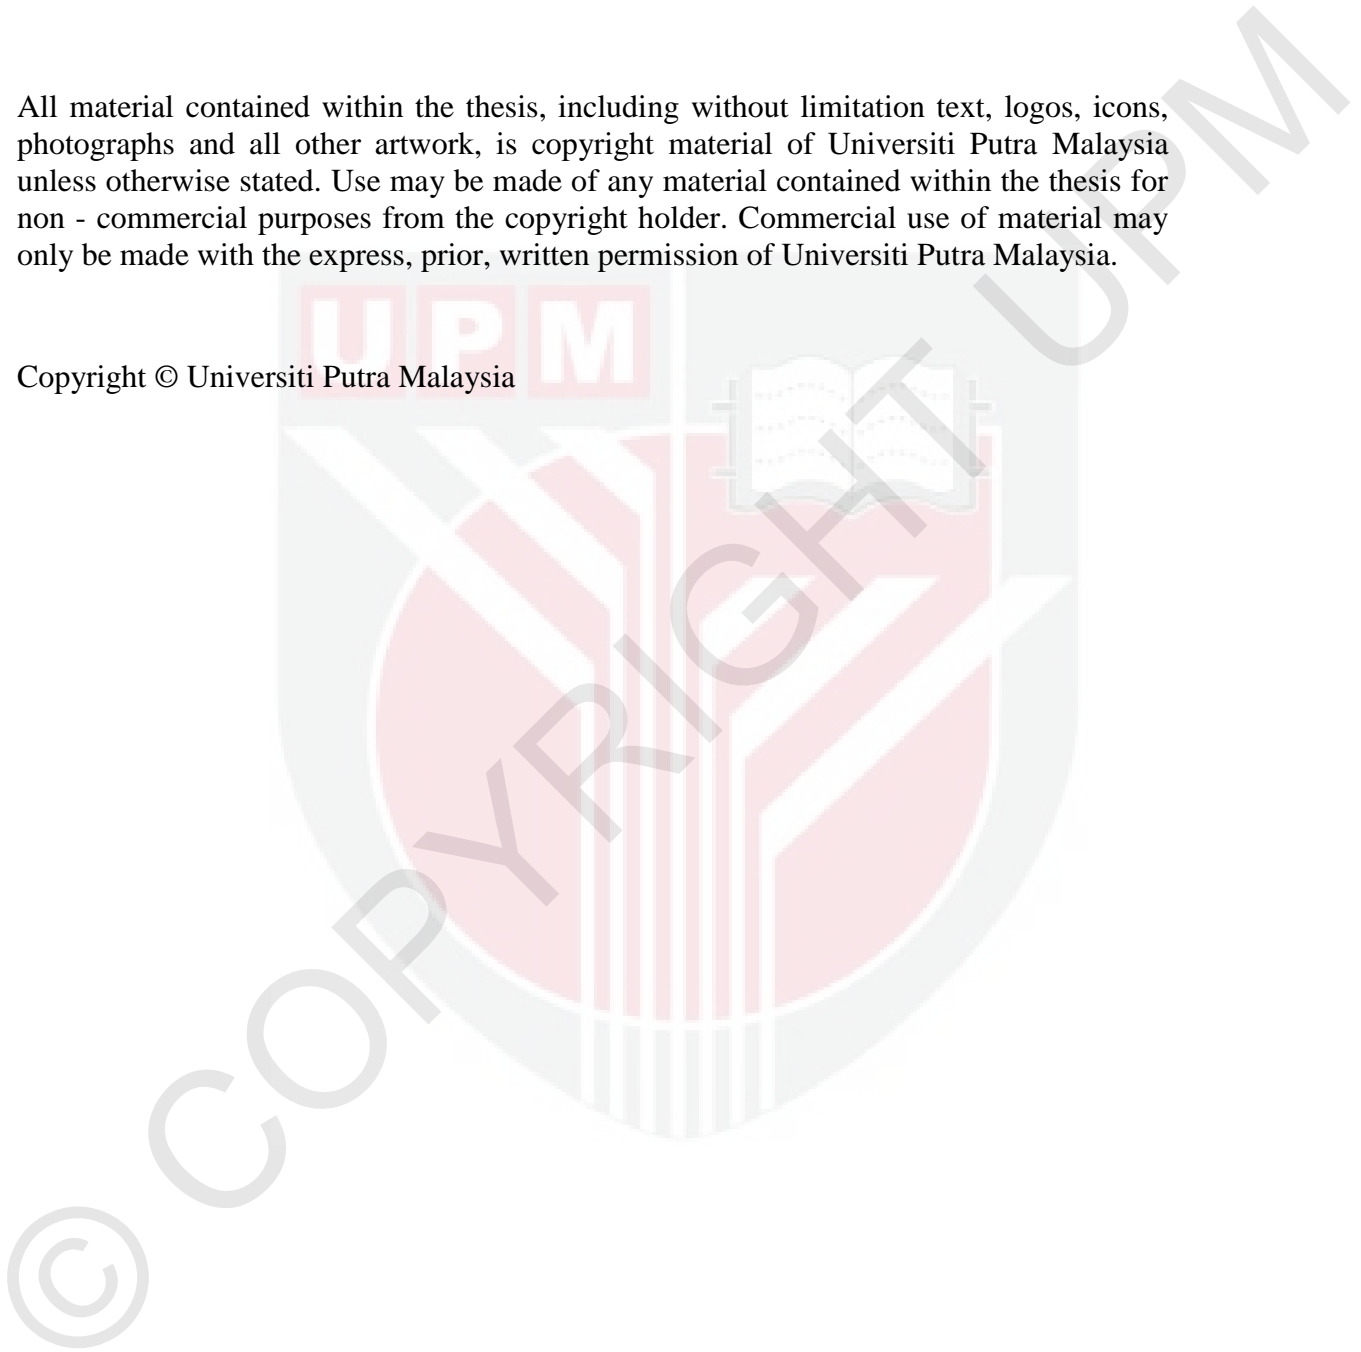 All material contained within the thesis, including without limitation text, logos, icons,
photographs and all other artwork, is copyright material of Universiti Putra Malaysia
unless otherwise stated. Use may be made of any material contained within the thesis for
non - commercial purposes from the copyright holder. Commercial use of material may
only be made with the express, prior, written permission of Universiti Putra Malaysia.
UPM
Copyright © Universiti Putra Malaysia
© COPYRIGHT UPM